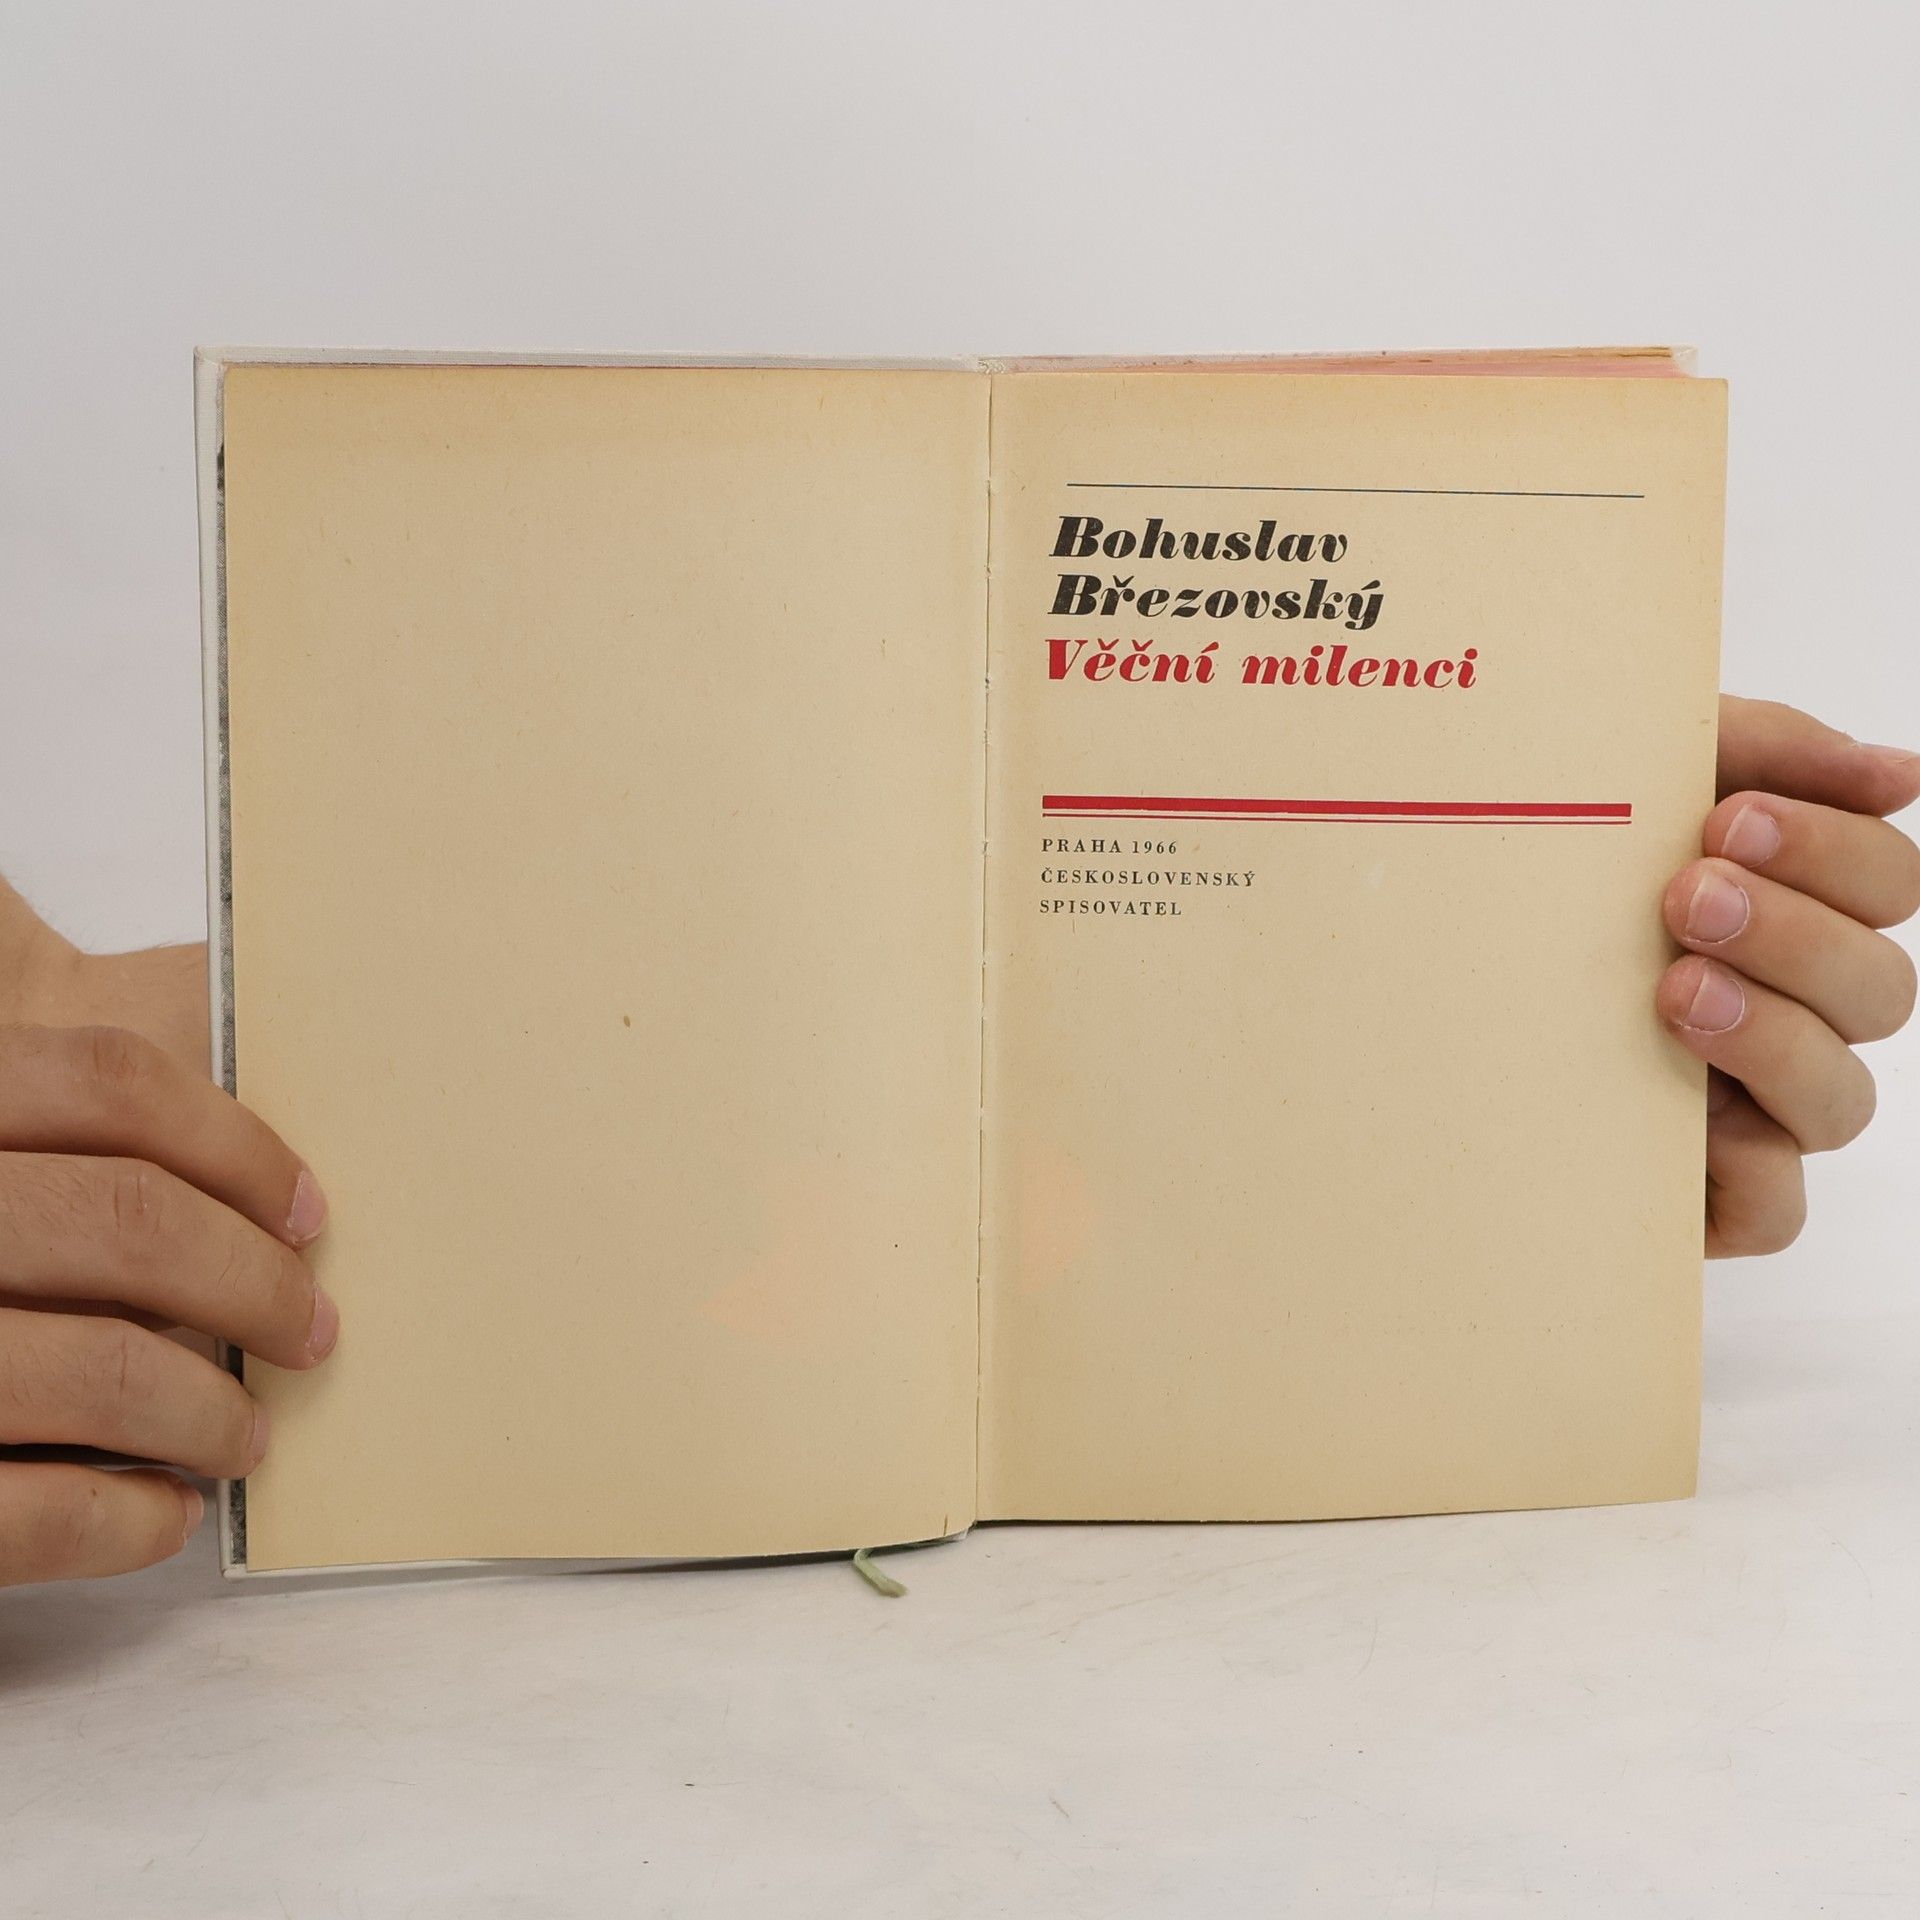 Bohuslav
Březovský
Věční milenci
PRAHA 1966
ČESKOSLOVENSKÝ
SPISOVATEL